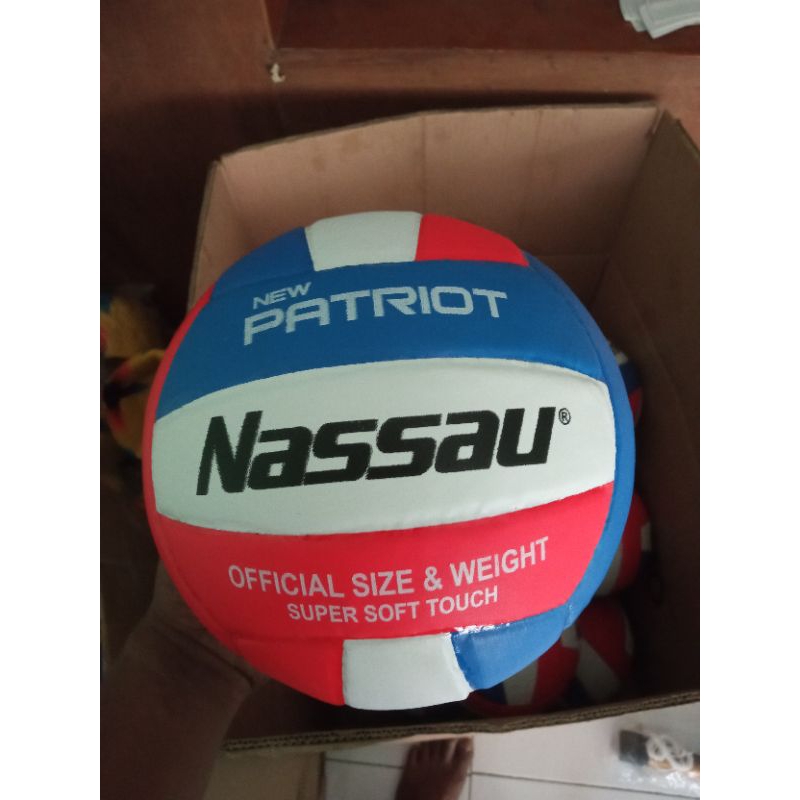 NEW
PATRIOT
Nassau®
OFFICIAL SIZE & WEIGHT
SUPER SOFT TOUCH